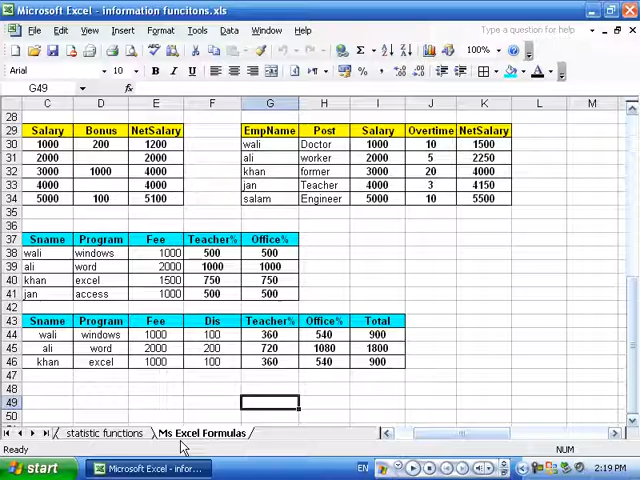 Microsoft Excel - information funcitons.xls
File Edit View Insert Format Tools Data Window Help
Type a question for help
100%
Arial 10 B I U
G49 fx
C D E F G H I J K L M
28
29 Salary Bonus NetSalary EmpName Post Salary Overtime NetSalary
30 1000 200 1200 wali Doctor 1000 10 1500
31 2000 2000 ali worker 2000 5 2250
32 3000 1000 4000 khan former 3000 20 4000
33 4000 4000 jan Teacher 4000 3 4150
34 5000 100 5100 salam Engineer 5000 10 5500
35
36
37 Sname Program Fee Teacher% Office%
38 wali windows 1000 500 500
39 ali word 2000 1000 1000
40 khan excel 1500 750 750
41 jan access 1000 500 500
42
43 Sname Program Fee Dis Teacher% Office% Total
44 wali windows 1000 100 360 540 900
45 ali word 2000 200 720 1080 1800
46 khan excel 1000 100 360 540 900
47
48
49
50
statistic functions Ms Excel Formulas
Ready NUM
start Microsoft Excel - infor... EN 2:19 PM